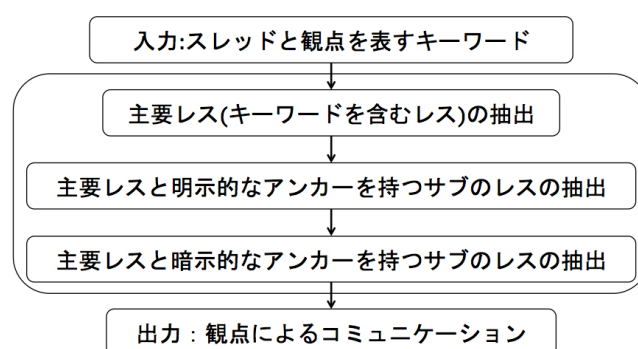 入力:スレッドと観点を表すキーワード
主要レス(キーワードを含むレス)の抽出
主要レスと明示的なアンカーを持つサブのレスの抽出
主要レスと暗示的なアンカーを持つサブのレスの抽出
出力：観点によるコミュニケーション